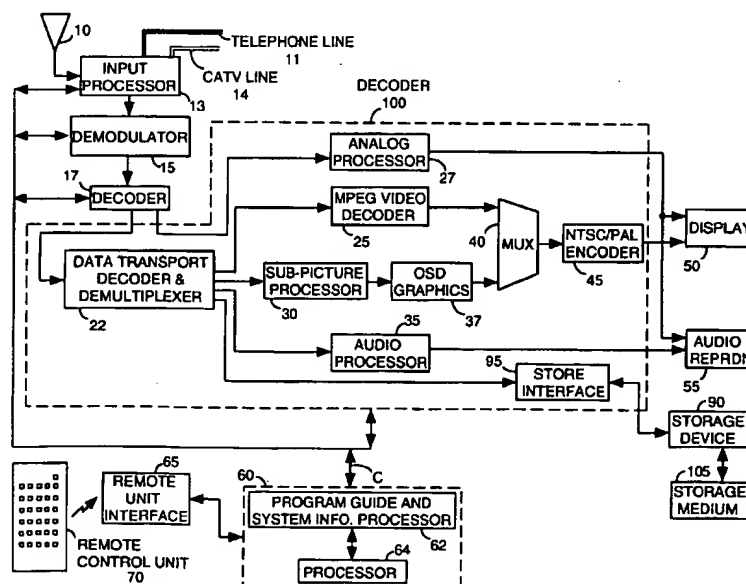 10
TELEPHONE LINE
11
CATV LINE
14
INPUT
PROCESSOR
13
DEMODULATOR
15
17
DECODER
DECODER
100
ANALOG
PROCESSOR
27
MPEG VIDEO
DECODER
25
40
MUX
NTSC/PAL
ENCODER
45
DISPLAY
50
DATA TRANSPORT
DECODER &
DEMULTIPLEXER
22
SUB-PICTURE
PROCESSOR
30
OSD
GRAPHICS
37
35
AUDIO
PROCESSOR
AUDIO
REPRDN
55
95
STORE
INTERFACE
90
STORAGE
DEVICE
105
STORAGE
MEDIUM
C
65
REMOTE
UNIT
INTERFACE
REMOTE
CONTROL UNIT
70
60
PROGRAM GUIDE AND
SYSTEM INFO. PROCESSOR
62
64
PROCESSOR